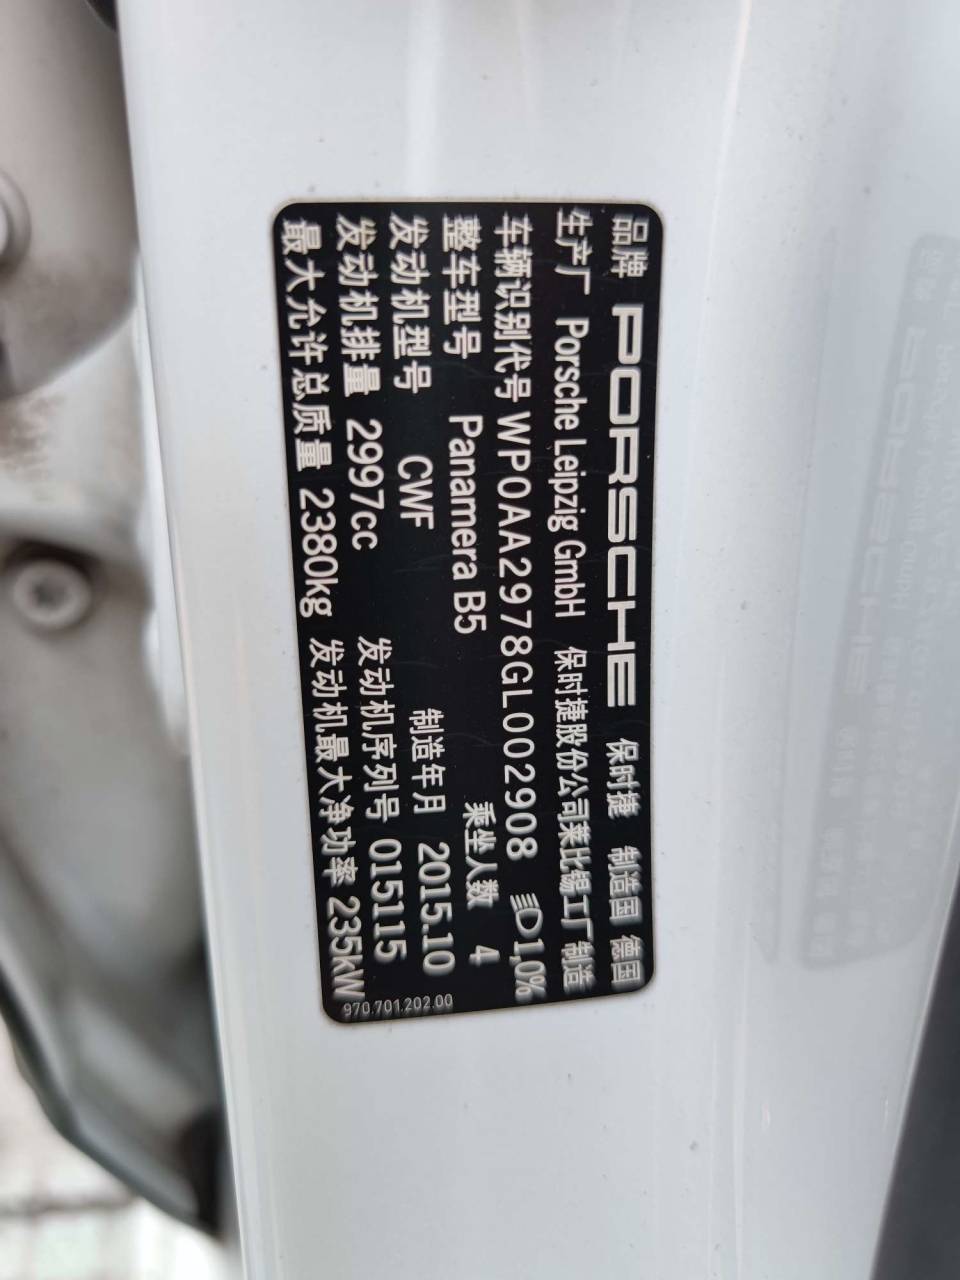 品牌 PORSCHE 保时捷 制造国 德国
生产厂 Porsche Leipzig GmbH 保时捷股份公司莱比锡工厂制造
车辆识别代号 WP0AA2978GL002908 1,0%
整车型号 Panamera B5 乘坐人数 4
发动机型号 CWF 制造年月 2015.10
发动机排量 2997cc 发动机序列号 015115
最大允许总质量 2380kg 发动机最大净功率 235kW
970.701.202.00